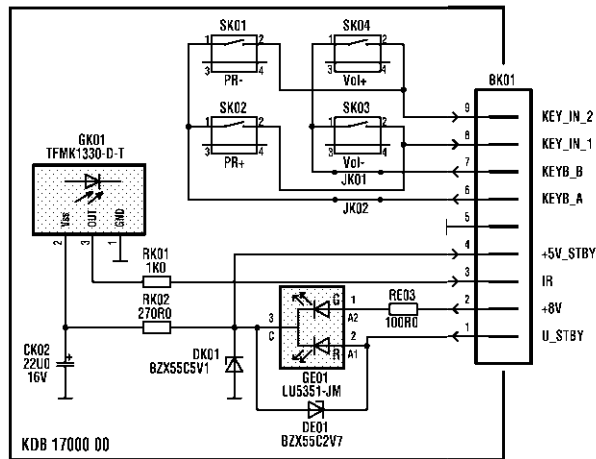 SK01
SK04
1
2
1
2
3
4
3
4
PR-
Vol+
BK01
SK02
SK03
9
KEY_IN_2
1
2
1
2
GK01
TFMK1330-D-T
8
KEY_IN_1
3
4
3
4
PR+
Vol-
7
KEYB_B
JK01
6
KEYB_A
JK02
Vss
OUT
GND
5
2
3
1
4
+5V_STBY
RK01
1K0
3
IR
RK02
270R0
G
1
RE03
2
+8V
3
A2
100R0
C
2
1
U_STBY
R
A1
CK02
22U0
16V
DK01
BZX55C5V1
GE01
LU5351-JM
DE01
BZX55C2V7
KDB 17000 00